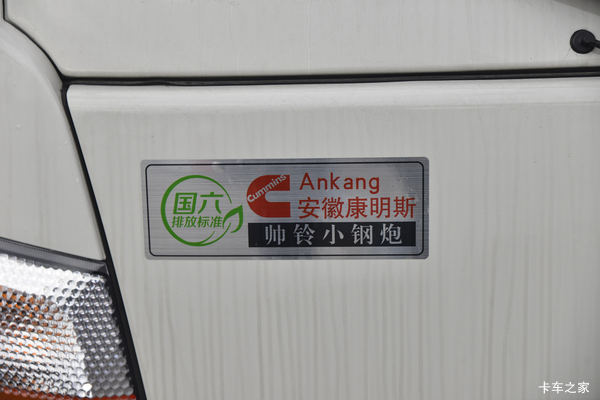 国六
排放标准
Cummins
Ankang
安徽康明斯
帅铃小钢炮
卡车之家